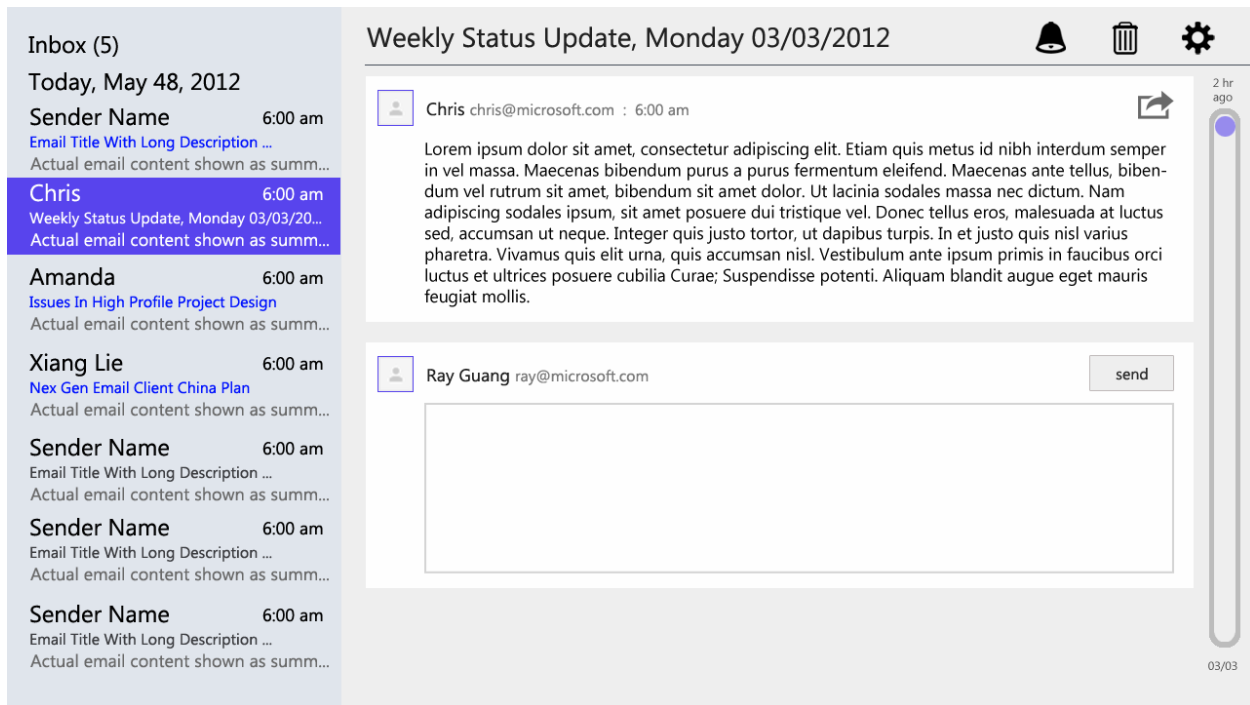 Inbox (5)
Today, May 48, 2012
Sender Name 6:00 am
Email Title With Long Description ...
Actual email content shown as summ...
Chris 6:00 am
Weekly Status Update, Monday 03/03/20...
Actual email content shown as summ...
Amanda 6:00 am
Issues In High Profile Project Design
Actual email content shown as summ...
Xiang Lie 6:00 am
Nex Gen Email Client China Plan
Actual email content shown as summ...
Sender Name 6:00 am
Email Title With Long Description ...
Actual email content shown as summ...
Sender Name 6:00 am
Email Title With Long Description ...
Actual email content shown as summ...
Sender Name 6:00 am
Email Title With Long Description ...
Actual email content shown as summ...
Weekly Status Update, Monday 03/03/2012
Chris chris@microsoft.com : 6:00 am
Lorem ipsum dolor sit amet, consectetur adipiscing elit. Etiam quis metus id nibh interdum semper
in vel massa. Maecenas bibendum purus a purus fermentum eleifend. Maecenas ante tellus, biben-
dum vel rutrum sit amet, bibendum sit amet dolor. Ut lacinia sodales massa nec dictum. Nam
adipiscing sodales ipsum, sit amet posuere dui tristique vel. Donec tellus eros, malesuada at luctus
sed, accumsan ut neque. Integer quis justo tortor, ut dapibus turpis. In et justo quis nisl varius
pharetra. Vivamus quis elit urna, quis accumsan nisl. Vestibulum ante ipsum primis in faucibus orci
luctus et ultrices posuere cubilia Curae; Suspendisse potenti. Aliquam blandit augue eget mauris
feugiat mollis.
Ray Guang ray@microsoft.com
send
2 hr
ago
03/03